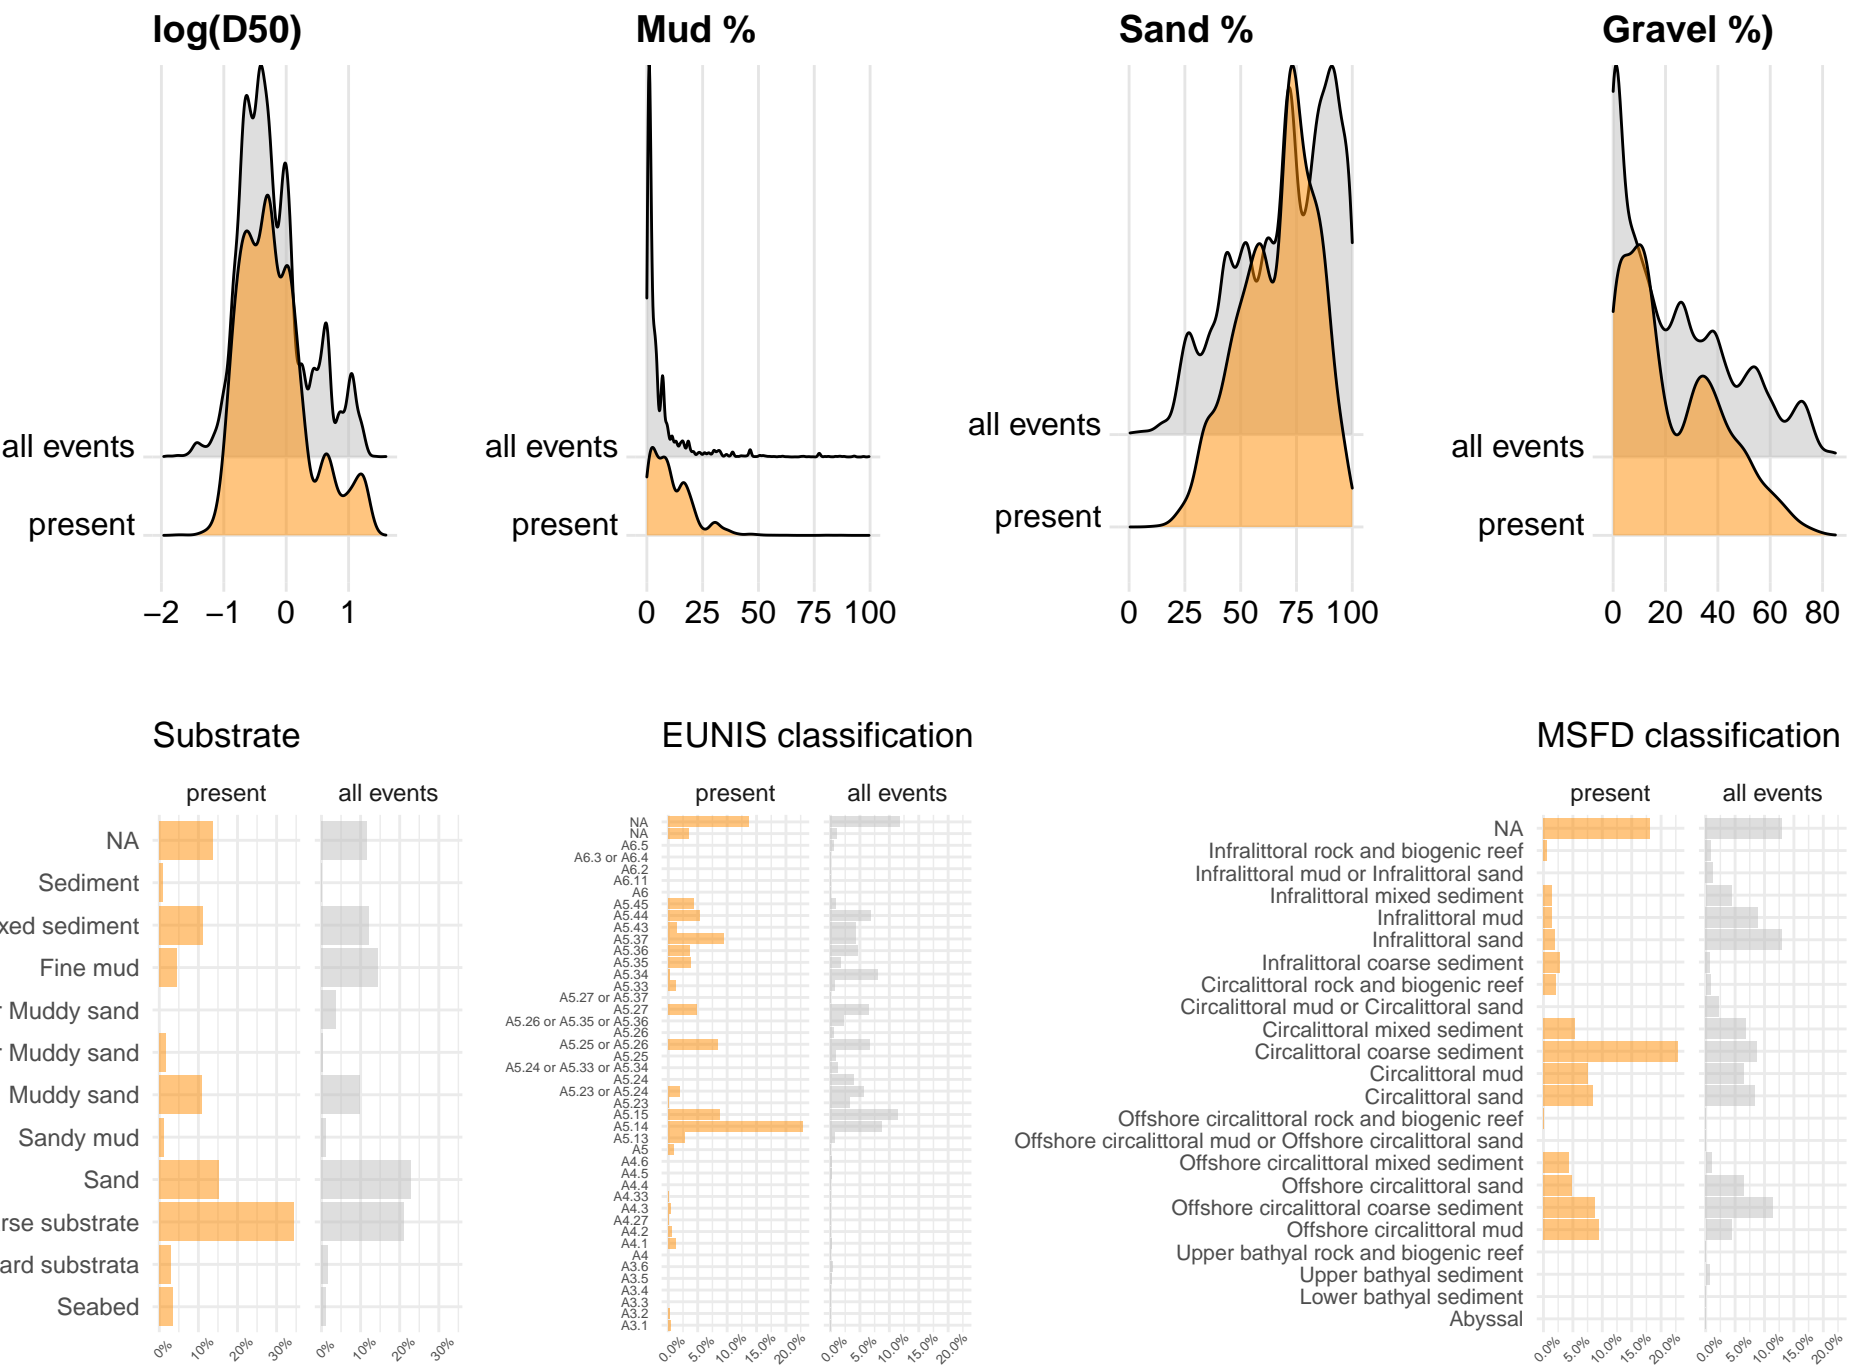 log(D50) Mud % Sand % Gravel %)
all events all events all events all events
present present present present
−2 −1 0 1 0 25 50 75 100 0 25 50 75 100 0 20 40 60 80
Substrate
present all events
NA
Sediment
xed sediment
Fine mud
r Muddy sand
r Muddy sand
Muddy sand
Sandy mud
Sand
rse substrate
ard substrata
Seabed
0% 10% 20% 30% 0% 10% 20% 30%
EUNIS classification
present all events
NA
NA
A6.5
A6.3 or A6.4
A6.2
A6.11
A6
A5.45
A5.44
A5.43
A5.37
A5.36
A5.35
A5.34
A5.33
A5.27 or A5.37
A5.27
A5.26 or A5.35 or A5.36
A5.26
A5.25 or A5.26
A5.25
A5.24 or A5.33 or A5.34
A5.24
A5.23 or A5.24
A5.23
A5.15
A5.14
A5.13
A5
A4.6
A4.5
A4.4
A4.33
A4.3
A4.27
A4.2
A4.1
A4
A3.6
A3.5
A3.4
A3.3
A3.2
A3.1
0.0% 5.0% 10.0% 15.0% 20.0% 0.0% 5.0% 10.0% 15.0% 20.0%
MSFD classification
present all events
NA
Infralittoral rock and biogenic reef
Infralittoral mud or Infralittoral sand
Infralittoral mixed sediment
Infralittoral mud
Infralittoral sand
Infralittoral coarse sediment
Circalittoral rock and biogenic reef
Circalittoral mud or Circalittoral sand
Circalittoral mixed sediment
Circalittoral coarse sediment
Circalittoral mud
Circalittoral sand
Offshore circalittoral rock and biogenic reef
Offshore circalittoral mud or Offshore circalittoral sand
Offshore circalittoral mixed sediment
Offshore circalittoral sand
Offshore circalittoral coarse sediment
Offshore circalittoral mud
Upper bathyal rock and biogenic reef
Upper bathyal sediment
Lower bathyal sediment
Abyssal
0.0% 5.0% 10.0% 15.0% 20.0% 0.0% 5.0% 10.0% 15.0% 20.0%